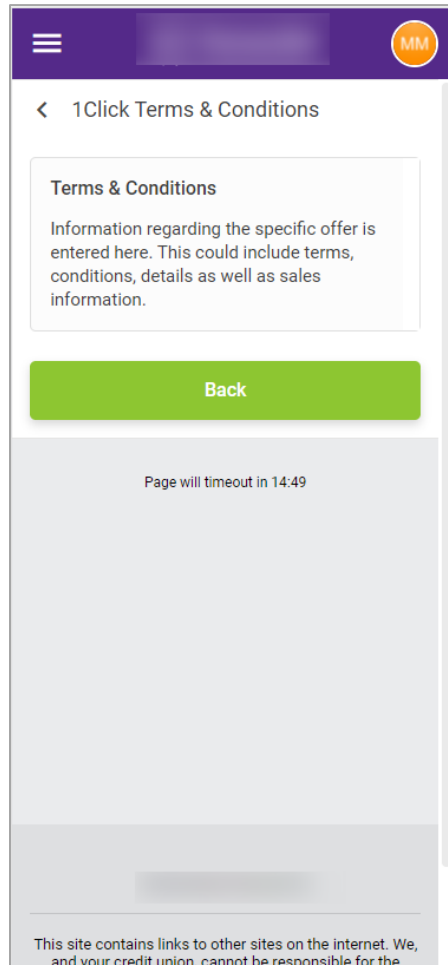 MM
1Click Terms & Conditions
Terms & Conditions
Information regarding the specific offer is
entered here. This could include terms,
conditions, details as well as sales
information.
Back
Page will timeout in 14:49
This site contains links to other sites on the internet. We,
and your credit union, cannot be responsible for the